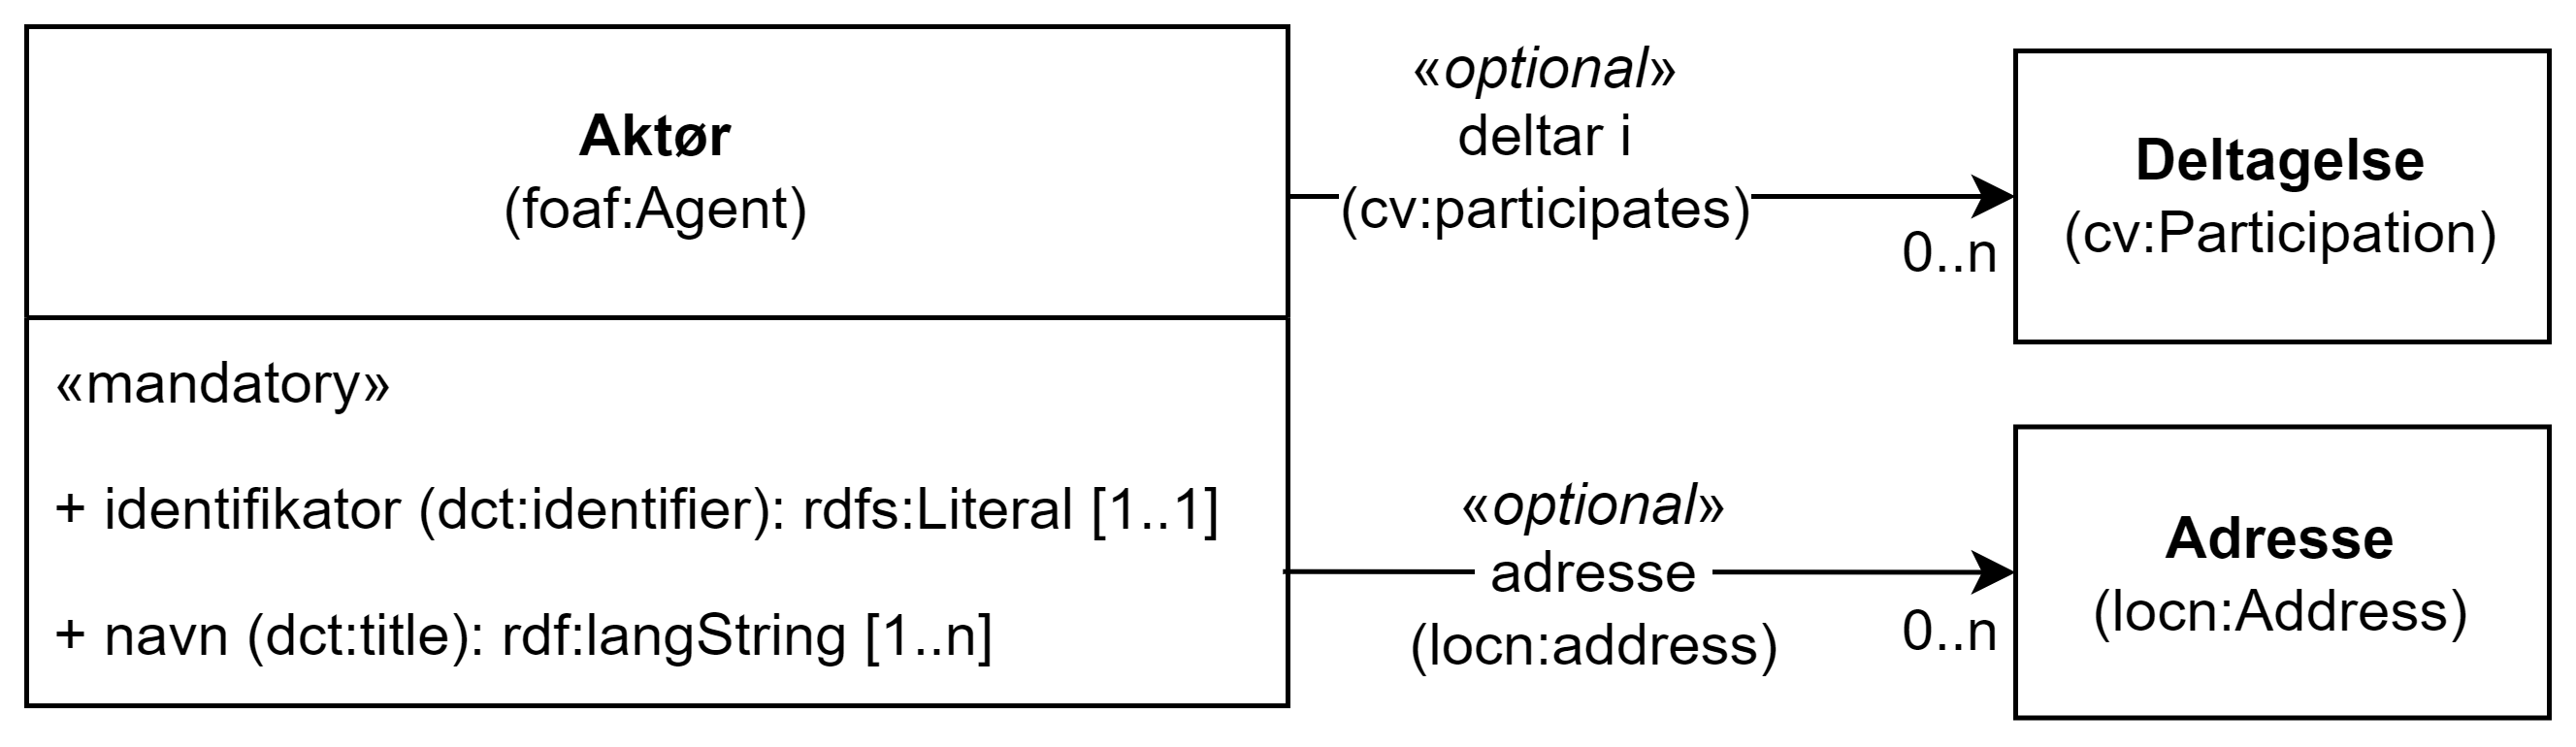 Aktør
(foaf:Agent)
«mandatory»
+ identifikator (dct:identifier): rdfs:Literal [1..1]
+ navn (dct:title): rdf:langString [1..n]
«optional»
deltar i
(cv:participates)
0..n
Deltagelse
(cv:Participation)
«optional»
adresse
(locn:address)
0..n
Adresse
(locn:Address)